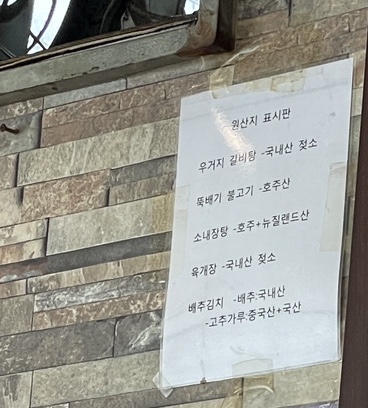 원산지 표시판
우거지 갈비탕 -국내산 젖소
뚝배기 불고기 -호주산
소내장탕 -호주+뉴질랜드산
육개장 -국내산 젖소
배추김치 -배추:국내산
-고추가루:중국산+국산